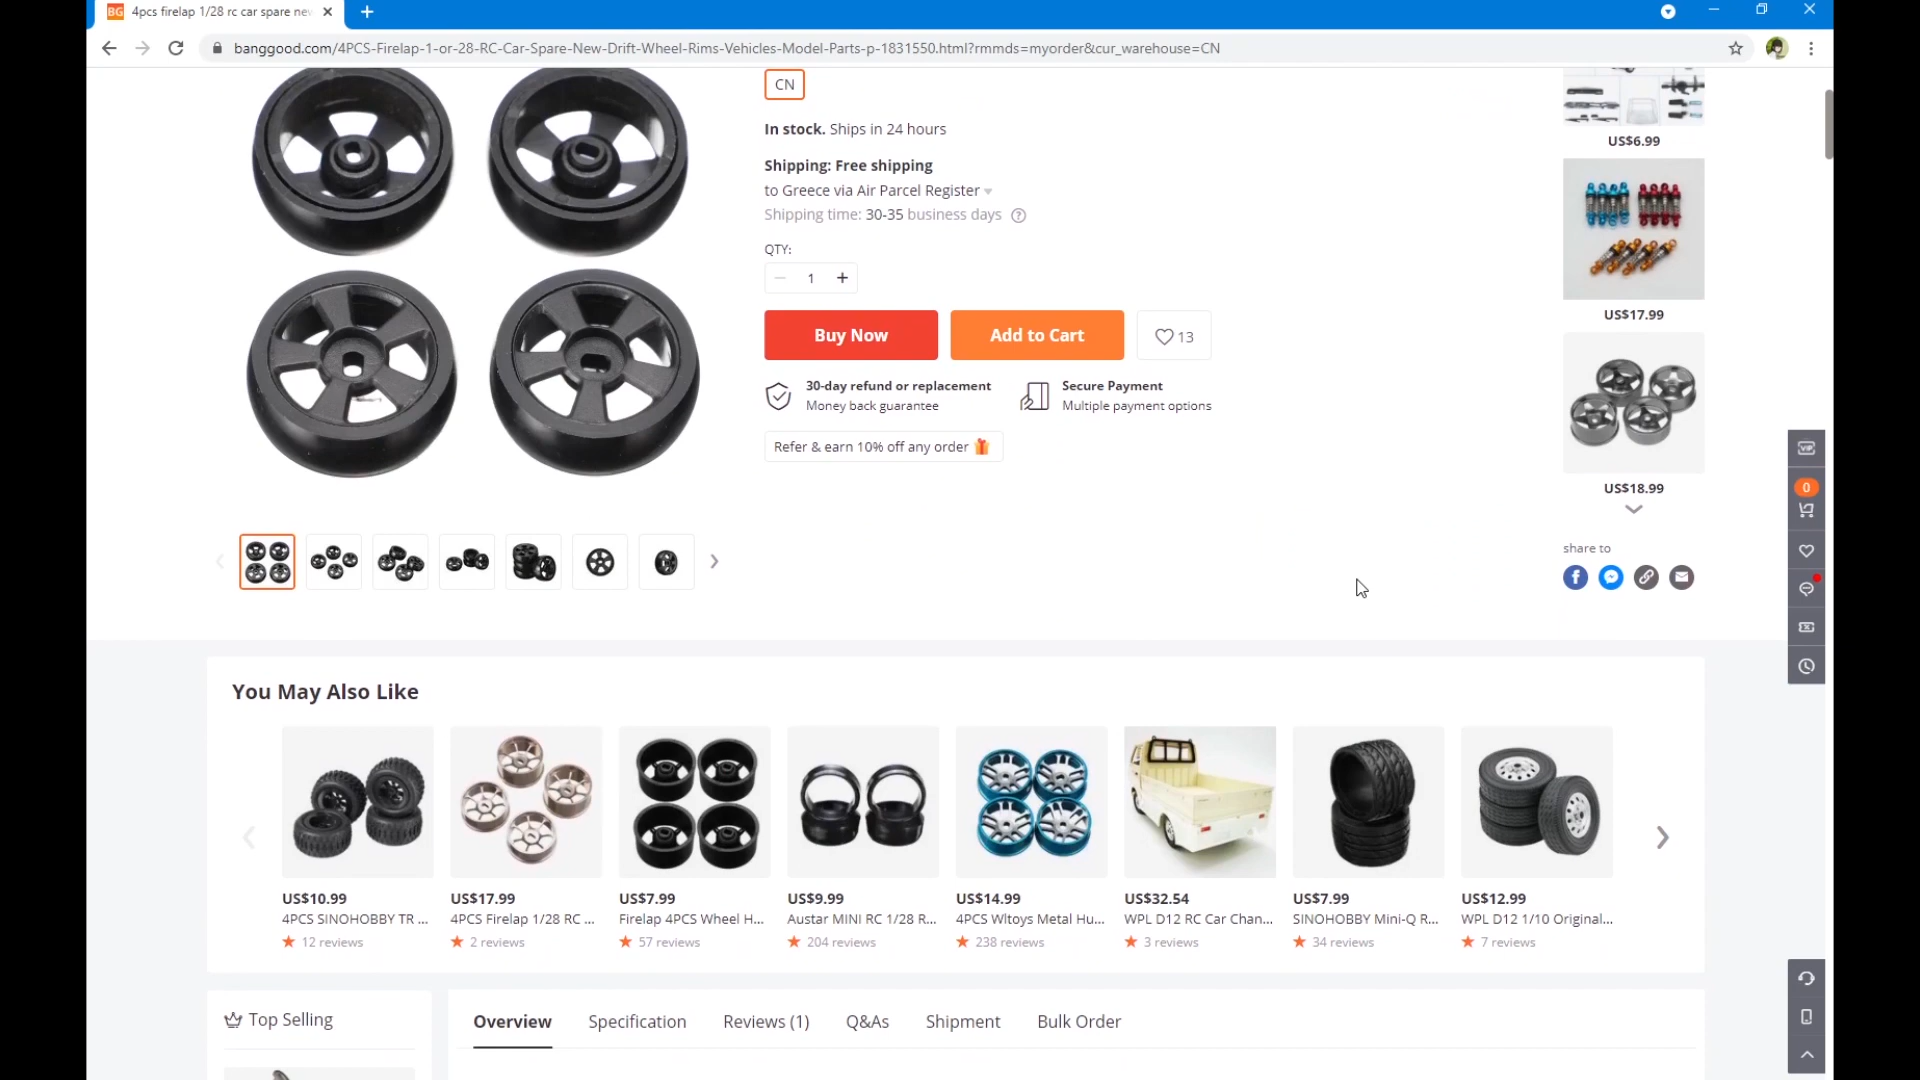 BG 4pcs firelap 1/28 rc car spare new
banggood.com/4PCS-Firelap-1-or-28-RC-Car-Spare-New-Drift-Wheel-Rims-Vehicles-Model-Parts-p-1831550.html?rmmds=myorder&cur_warehouse=CN
CN
In stock. Ships in 24 hours
Shipping: Free shipping
to Greece via Air Parcel Register
Shipping time: 30-35 business days ?
QTY:
− 1 +
Buy Now
Add to Cart
13
30-day refund or replacement
Money back guarantee
Secure Payment
Multiple payment options
Refer & earn 10% off any order
US$6.99
US$17.99
US$18.99
share to
VIP
0
You May Also Like
US$10.99
4PCS SINOHOBBY TR ...
12 reviews
US$17.99
4PCS Firelap 1/28 RC ...
2 reviews
US$7.99
Firelap 4PCS Wheel H...
57 reviews
US$9.99
Austar MINI RC 1/28 R...
204 reviews
US$14.99
4PCS Wltoys Metal Hu...
238 reviews
US$32.54
WPL D12 RC Car Chan...
3 reviews
US$7.99
SINOHOBBY Mini-Q R...
34 reviews
US$12.99
WPL D12 1/10 Original...
7 reviews
Top Selling
Overview Specification Reviews (1) Q&As Shipment Bulk Order